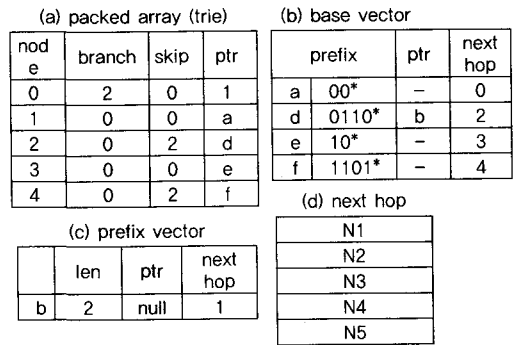 (a) packed array (trie)
nod e branch skip ptr
0 2 0 1
1 0 0 a
2 0 2 d
3 0 0 e
4 0 2 f
(b) base vector
prefix ptr next hop
a 00* – 0
d 0110* b 2
e 10* – 3
f 1101* – 4
(c) prefix vector
len ptr next hop
b 2 null 1
(d) next hop
N1
N2
N3
N4
N5